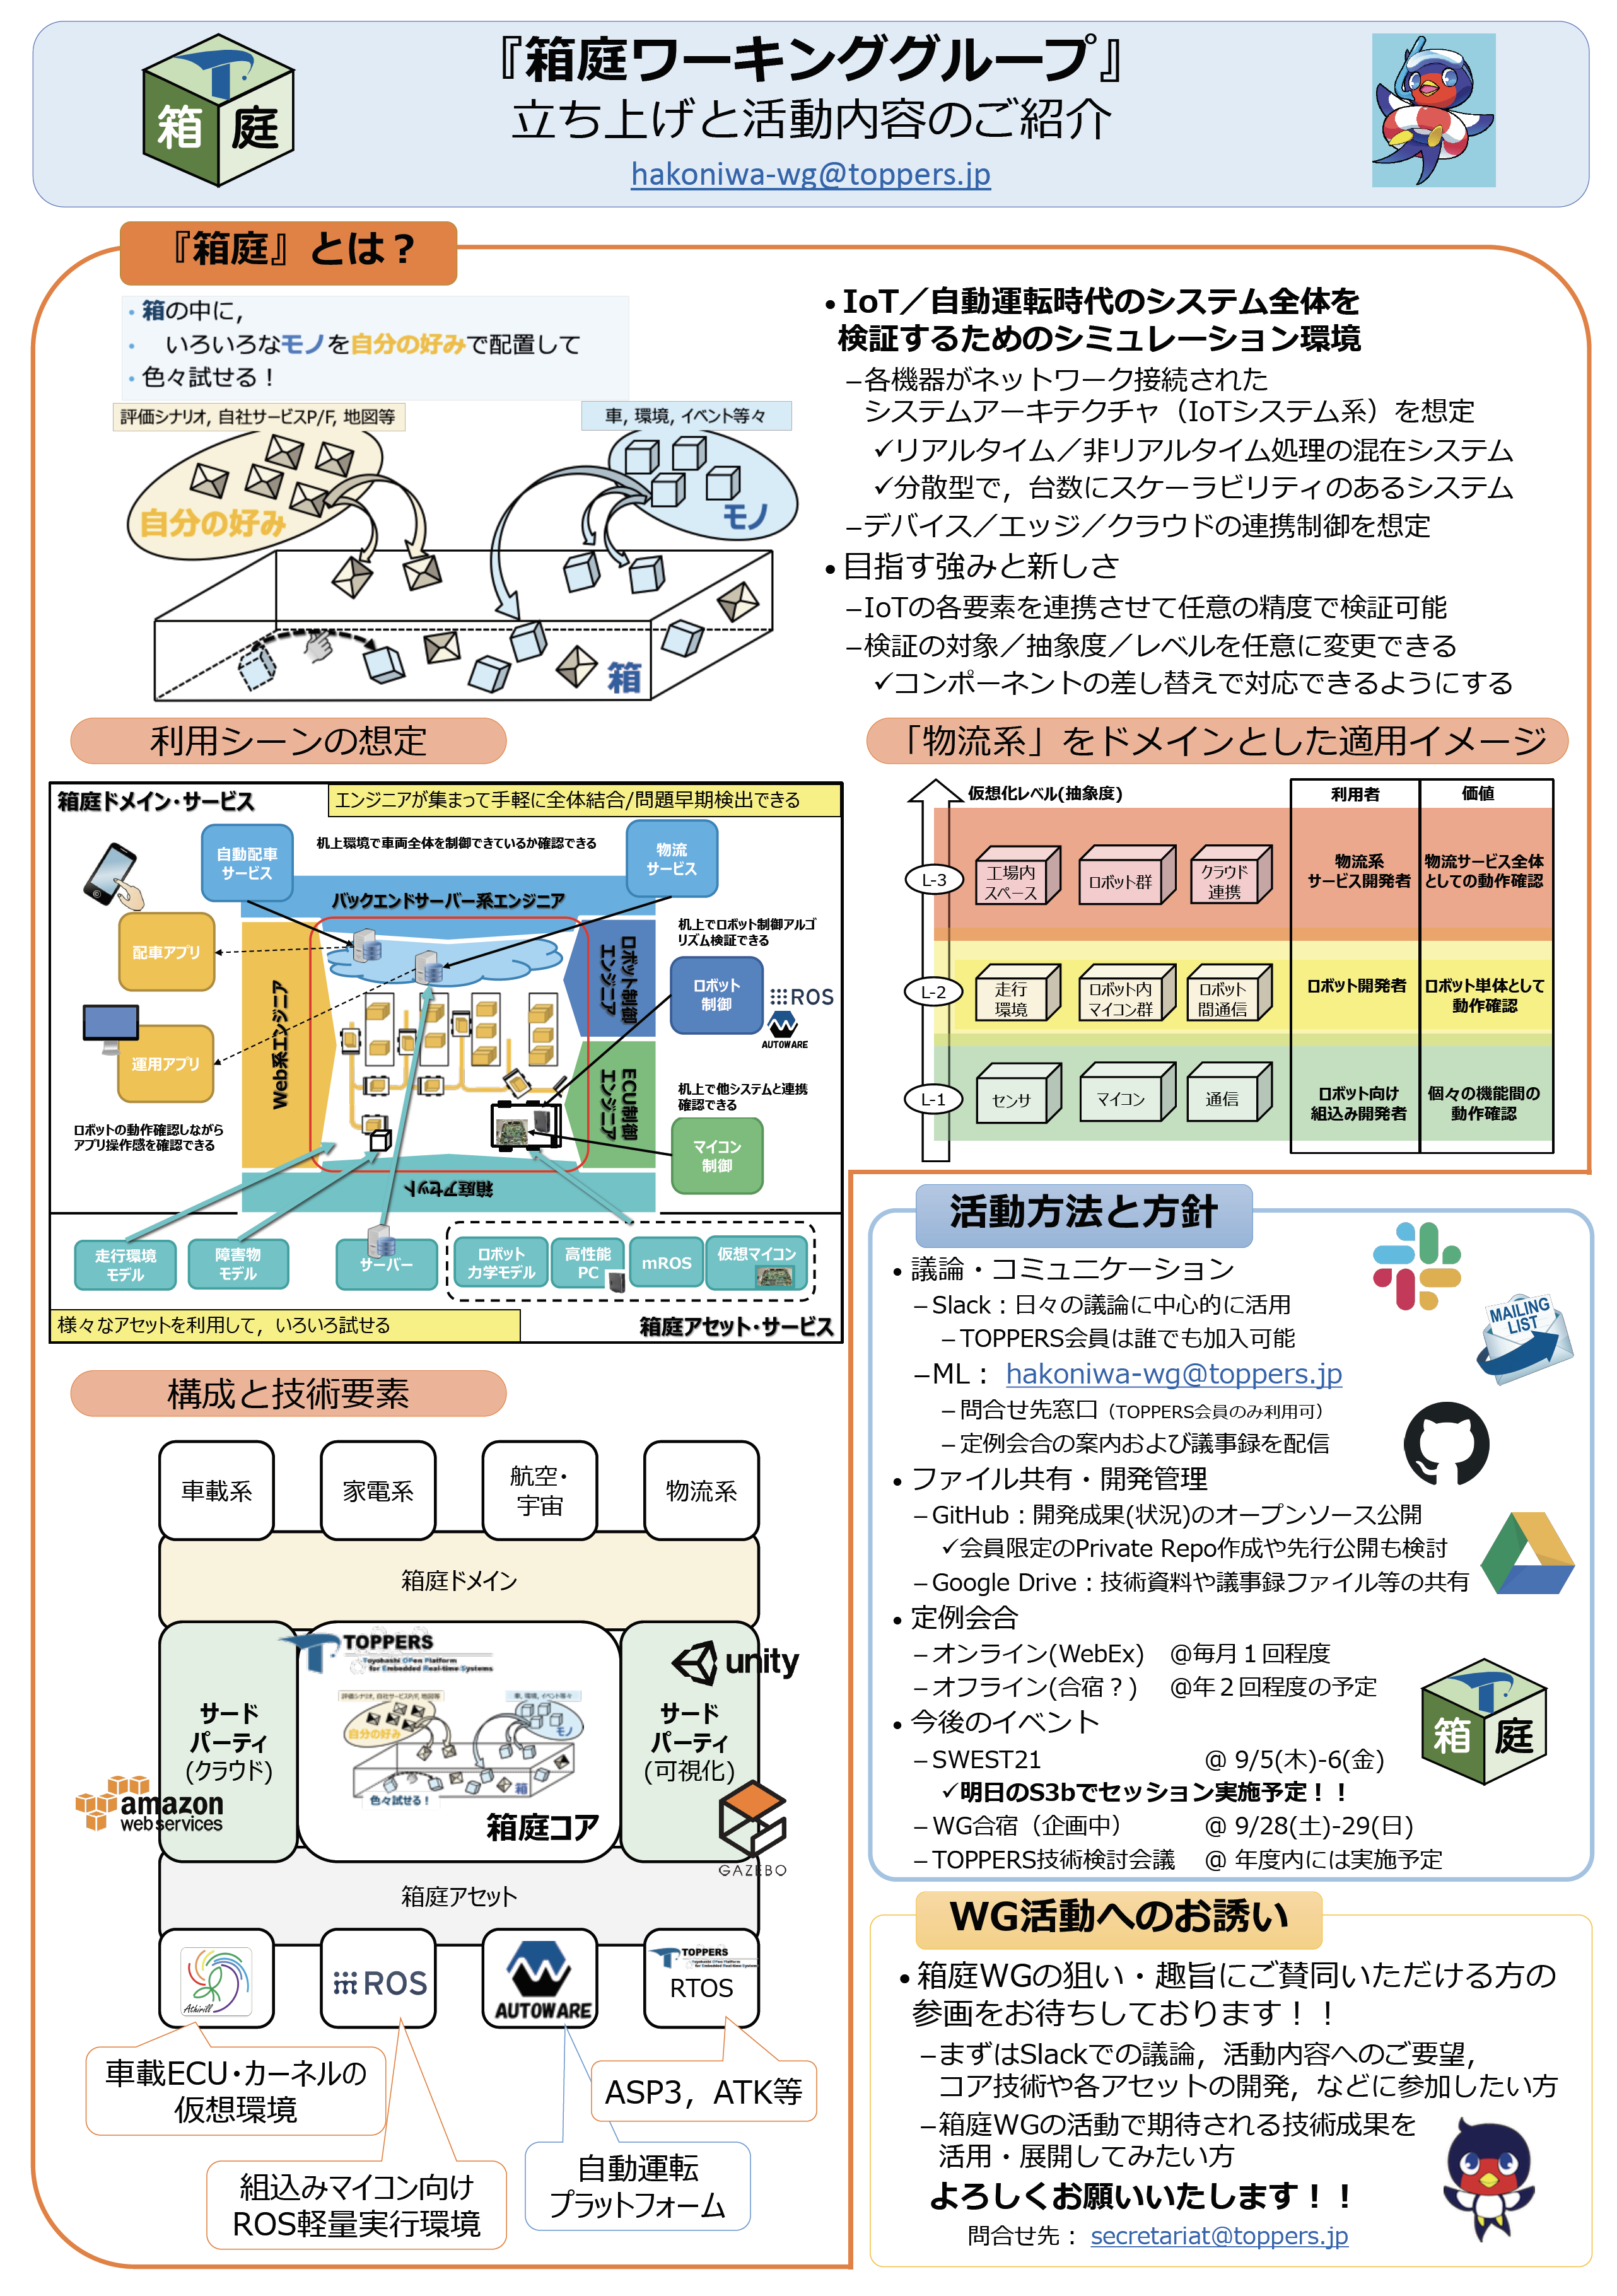 箱 庭
『箱庭ワーキンググループ』
立ち上げと活動内容のご紹介
hakoniwa-wg@toppers.jp
『箱庭』とは？
・箱の中に，
・ いろいろなモノを自分の好みで配置して
・色々試せる！
評価シナリオ, 自社サービスP/F, 地図等
車, 環境, イベント等々
自分の好み
モノ
箱
•IoT／自動運転時代のシステム全体を
検証するためのシミュレーション環境
–各機器がネットワーク接続された
システムアーキテクチャ（IoTシステム系）を想定
✓リアルタイム／非リアルタイム処理の混在システム
✓分散型で，台数にスケーラビリティのあるシステム
–デバイス／エッジ／クラウドの連携制御を想定
•目指す強みと新しさ
–IoTの各要素を連携させて任意の精度で検証可能
–検証の対象／抽象度／レベルを任意に変更できる
✓コンポーネントの差し替えで対応できるようにする
利用シーンの想定
箱庭ドメイン・サービス
エンジニアが集まって手軽に全体結合/問題早期検出できる
自動配車
サービス
机上環境で車両全体を制御できているか確認できる
物流
サービス
バックエンドサーバー系エンジニア
配車アプリ
運用アプリ
Web系エンジニア
ロボットの動作確認しながら
アプリ操作感を確認できる
ロボット制御
エンジニア
机上でロボット制御アルゴ
リズム検証できる
ロボット
制御
ROS
AUTOWARE
ECU制御
エンジニア
机上で他システムと連携
確認できる
マイコン
制御
箱庭アセット
走行環境
モデル
障害物
モデル
サーバー
ロボット
力学モデル
高性能
PC
mROS
仮想マイコン
様々なアセットを利用して，いろいろ試せる
箱庭アセット・サービス
「物流系」をドメインとした適用イメージ
仮想化レベル(抽象度)
利用者
価値
L-3
工場内
スペース
ロボット群
クラウド
連携
物流系
サービス開発者
物流サービス全体
としての動作確認
L-2
走行
環境
ロボット内
マイコン群
ロボット
間通信
ロボット開発者
ロボット単体として
動作確認
L-1
センサ
マイコン
通信
ロボット向け
組込み開発者
個々の機能間の
動作確認
構成と技術要素
車載系
家電系
航空・
宇宙
物流系
箱庭ドメイン
サード
パーティ
(クラウド)
amazon
webservices
TOPPERS
Toyohashi OPen Platform
for Embedded Real-time Systems
評価シナリオ, 自社サービスP/F, 地図等
車, 環境, イベント等々
自分の好み
モノ
箱
色々試せる！
箱庭コア
unity
サード
パーティ
(可視化)
GAZEBO
箱庭アセット
Athrill
ROS
AUTOWARE
TOPPERS
Toyohashi OPen Platform
for Embedded Real-time Systems
RTOS
車載ECU・カーネルの
仮想環境
ASP3，ATK等
組込みマイコン向け
ROS軽量実行環境
自動運転
プラットフォーム
活動方法と方針
• 議論・コミュニケーション
–Slack：日々の議論に中心的に活用
–TOPPERS会員は誰でも加入可能
–ML： hakoniwa-wg@toppers.jp
–問合せ先窓口（TOPPERS会員のみ利用可）
–定例会合の案内および議事録を配信
MAILING
LIST
• ファイル共有・開発管理
–GitHub：開発成果(状況)のオープンソース公開
✓会員限定のPrivate Repo作成や先行公開も検討
–Google Drive：技術資料や議事録ファイル等の共有
• 定例会合
–オンライン(WebEx) @毎月１回程度
–オフライン(合宿？) @年２回程度の予定
• 今後のイベント
–SWEST21 @ 9/5(木)-6(金)
✓明日のS3bでセッション実施予定！！
–WG合宿（企画中） @ 9/28(土)-29(日)
–TOPPERS技術検討会議 @ 年度内には実施予定
箱 庭
WG活動へのお誘い
•箱庭WGの狙い・趣旨にご賛同いただける方の
参画をお待ちしております！！
–まずはSlackでの議論，活動内容へのご要望，
コア技術や各アセットの開発，などに参加したい方
–箱庭WGの活動で期待される技術成果を
活用・展開してみたい方
よろしくお願いいたします！！
問合せ先： secretariat@toppers.jp